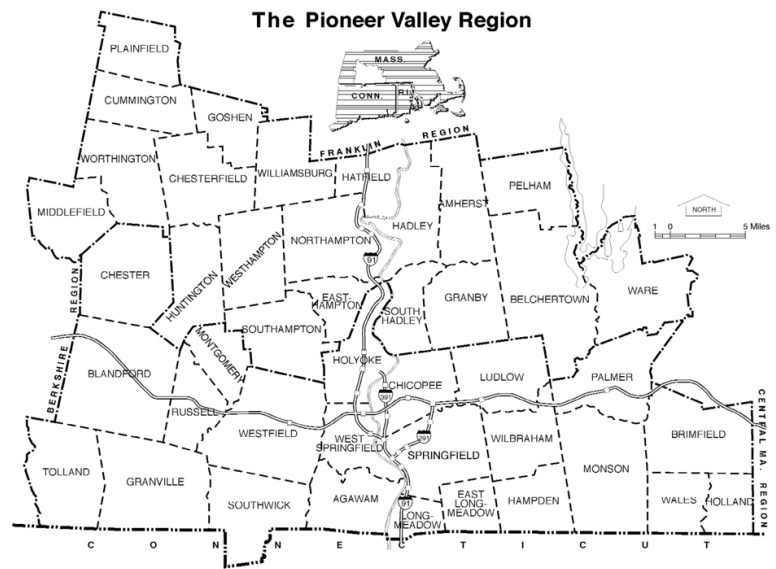 The Pioneer Valley Region
MASS.
CONN.
R.I.
PLAINFIELD
CUMMINGTON
GOSHEN
FRANKLIN REGION
WORTHINGTON
CHESTERFIELD
WILLIAMSBURG
HATFIELD
PELHAM
MIDDLEFIELD
AMHERST
NORTH
HADLEY
1 0 5 Miles
NORTHAMPTON
WESTHAMPTON
91
CHESTER
HUNTINGTON
EAST-
HAMPTON
SOUTH
HADLEY
GRANBY
BELCHERTOWN
WARE
BERKSHIRE REGION
SOUTHAMPTON
MONTGOMERY
HOLYOKE
BLANDFORD
CHICOPEE
LUDLOW
PALMER
391
RUSSELL
WESTFIELD
WEST
SPRINGFIELD
291
SPRINGFIELD
WILBRAHAM
BRIMFIELD
CENTRAL MA. REGION
TOLLAND
GRANVILLE
MONSON
SOUTHWICK
AGAWAM
91
LONG-
MEADOW
EAST
LONG-
MEADOW
HAMPDEN
WALES
HOLLAND
CONNECTICUT